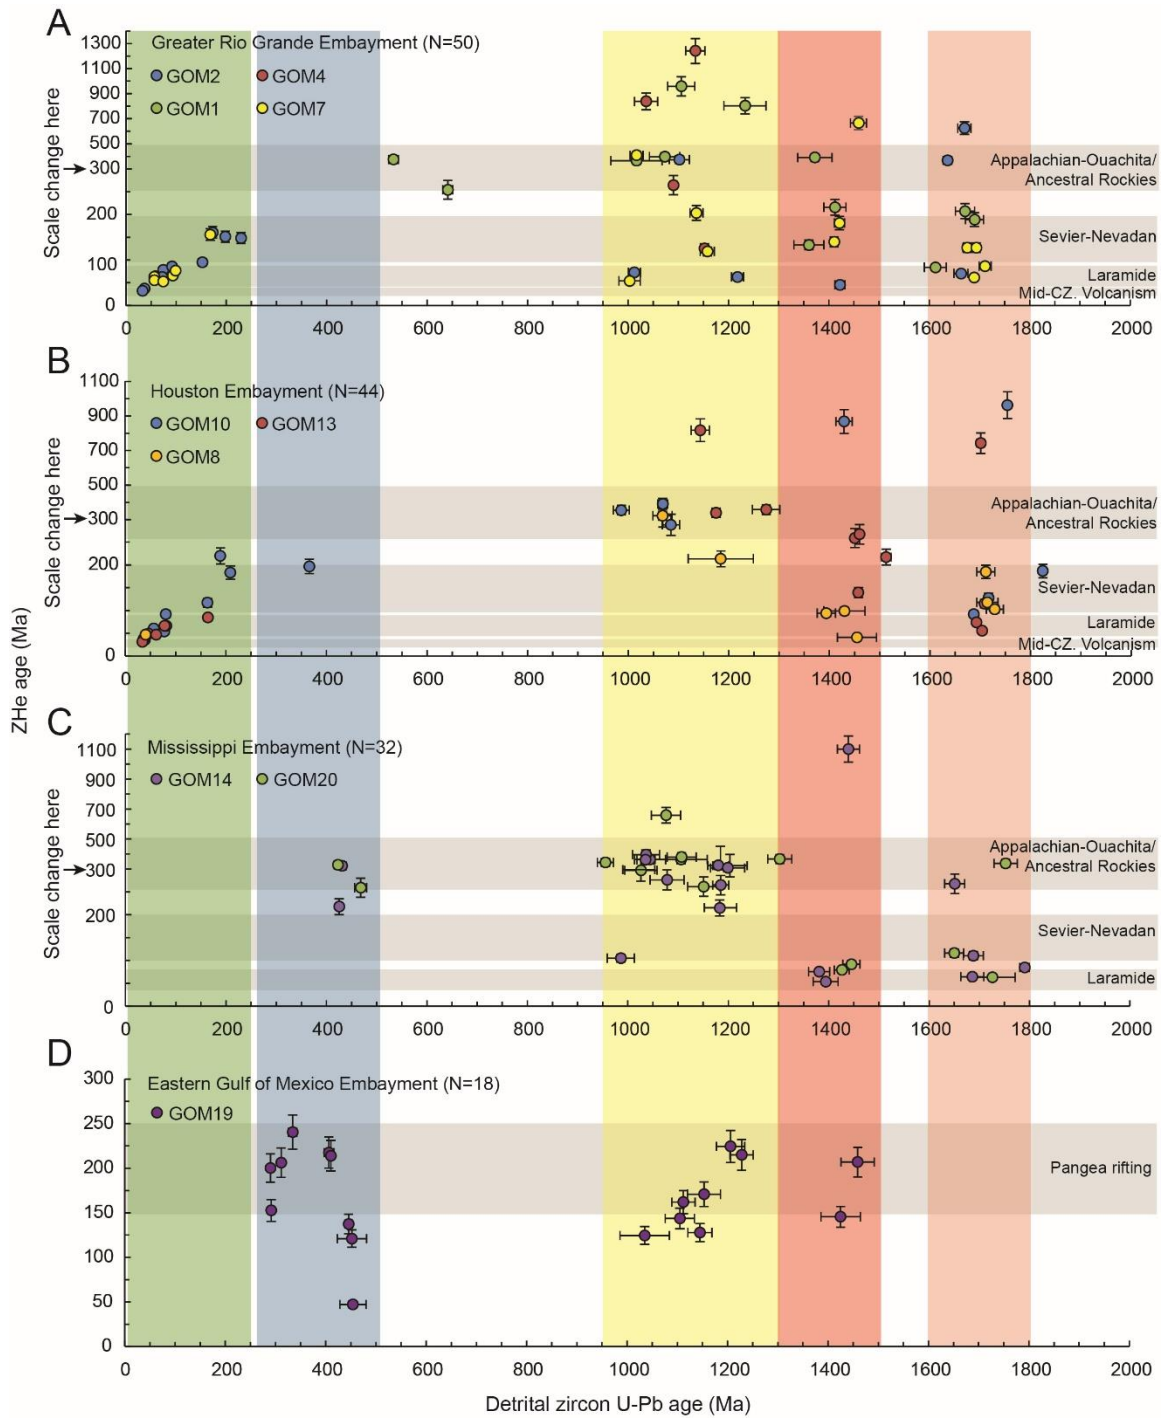 A
Greater Rio Grande Embayment (N=50)
GOM2 GOM4
GOM1 GOM7
1300
1100
900
700
500
300
200
100
0
Scale change here
Appalachian-Ouachita/
Ancestral Rockies
Sevier-Nevadan
Laramide
Mid-CZ. Volcanism
0 200 400 600 800 1000 1200 1400 1600 1800 2000
B
Houston Embayment (N=44)
GOM10 GOM13
GOM8
1100
900
700
500
300
200
100
0
Scale change here
Appalachian-Ouachita/
Ancestral Rockies
Sevier-Nevadan
Laramide
Mid-CZ. Volcanism
0 200 400 600 800 1000 1200 1400 1600 1800 2000
ZHe age (Ma)
C
Mississippi Embayment (N=32)
GOM14 GOM20
1100
900
700
500
300
200
0
Scale change here
Appalachian-Ouachita/
Ancestral Rockies
Sevier-Nevadan
Laramide
0 200 400 600 800 1000 1200 1400 1600 1800 2000
D
Eastern Gulf of Mexico Embayment (N=18)
GOM19
300
250
200
150
100
50
0
Pangea rifting
0 200 400 600 800 1000 1200 1400 1600 1800 2000
Detrital zircon U-Pb age (Ma)